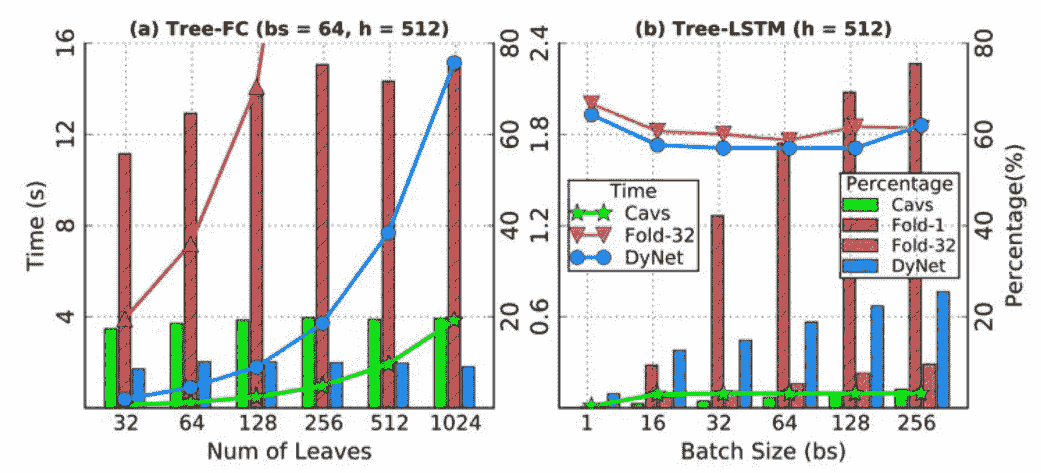 (a) Tree-FC (bs = 64, h = 512)
16
12
8
4
Time (s)
80
60
40
20
32 64 128 256 512 1024
Num of Leaves
(b) Tree-LSTM (h = 512)
2.4
1.8
1.2
0.6
80
60
40
20
Percentage(%)
Time
Cavs
Fold-32
DyNet
Percentage
Cavs
Fold-1
Fold-32
DyNet
1 16 32 64 128 256
Batch Size (bs)